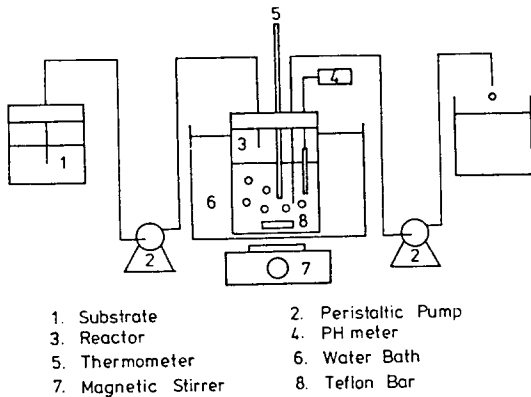 5
4
3
1
6
8
2
2
7
1. Substrate
2. Peristaltic Pump
3. Reactor
4. PH meter
5. Thermometer
6. Water Bath
7. Magnetic Stirrer
8. Teflon Bar